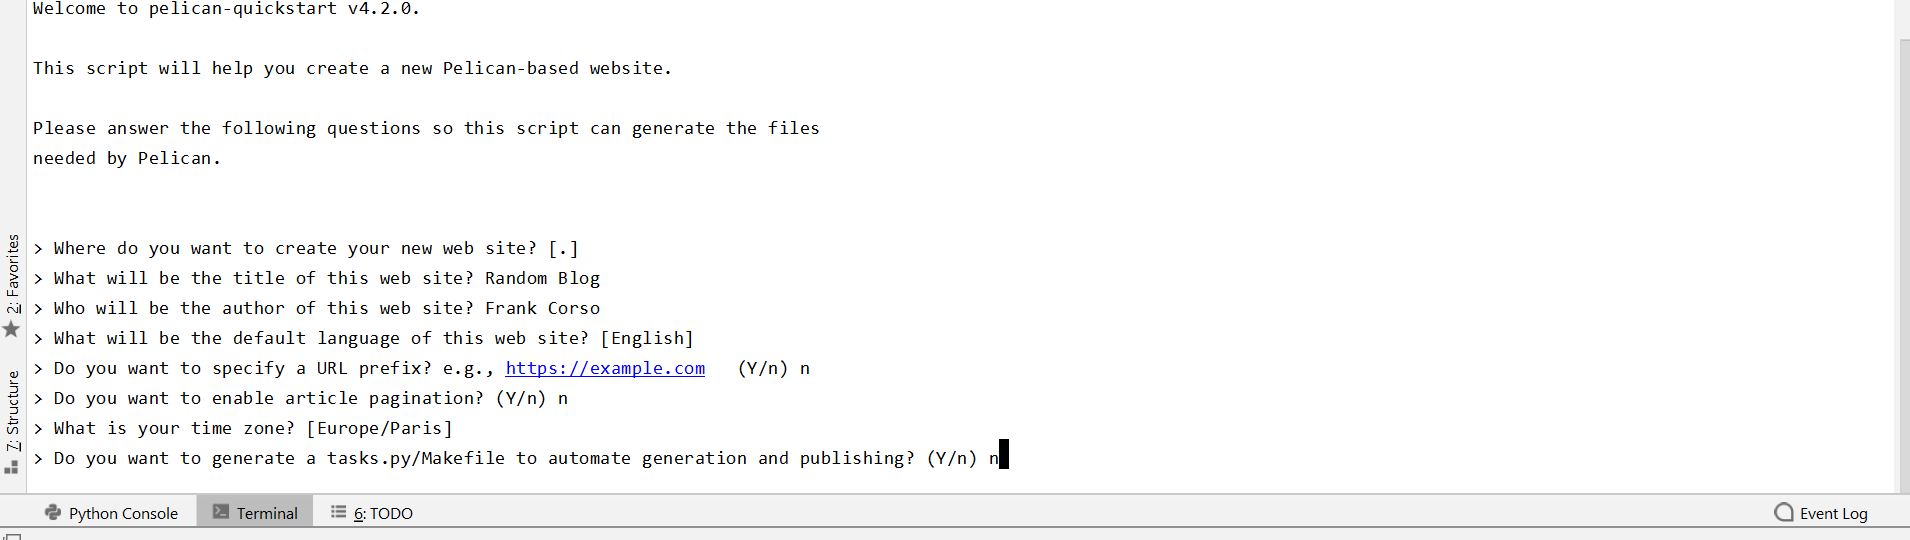 Welcome to pelican-quickstart v4.2.0.
This script will help you create a new Pelican-based website.
Please answer the following questions so this script can generate the files
needed by Pelican.
> Where do you want to create your new web site? [.]
> What will be the title of this web site? Random Blog
> Who will be the author of this web site? Frank Corso
> What will be the default language of this web site? [English]
> Do you want to specify a URL prefix? e.g., https://example.com   (Y/n) n
> Do you want to enable article pagination? (Y/n) n
> What is your time zone? [Europe/Paris]
> Do you want to generate a tasks.py/Makefile to automate generation and publishing? (Y/n) n
2: Favorites
7: Structure
Python Console
Terminal
6: TODO
Event Log